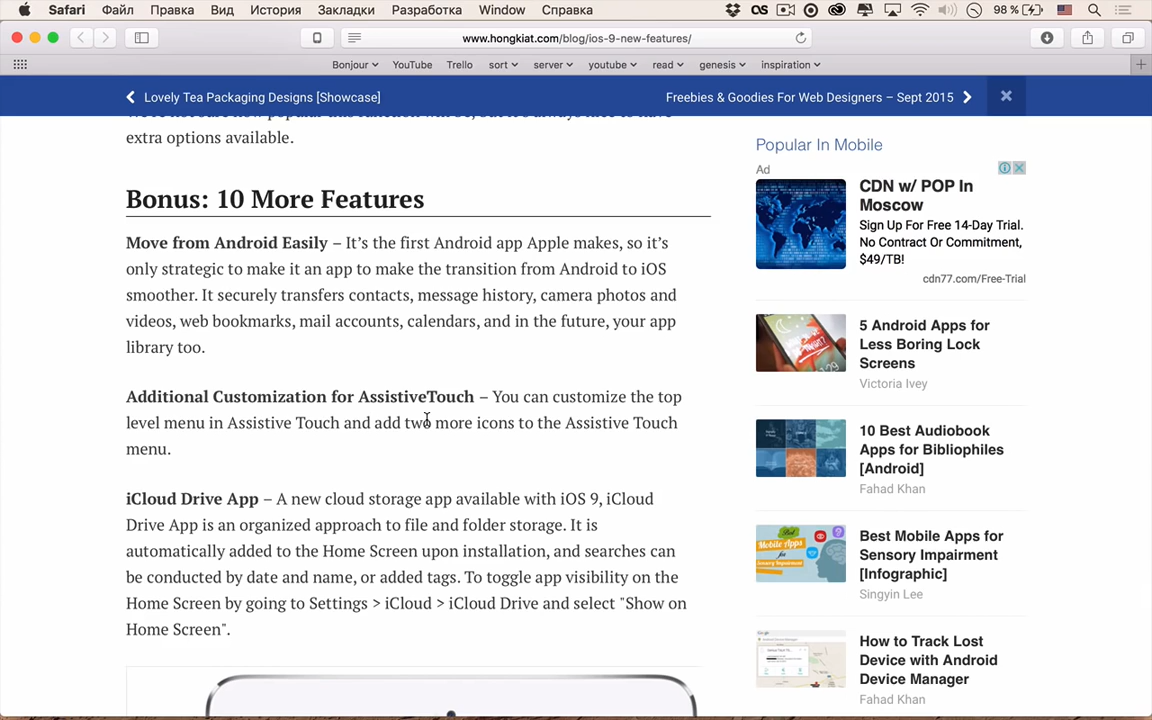 Safari Файл Правка Вид История Закладки Разработка Window Справка 98 %
www.hongkiat.com/blog/ios-9-new-features/
Bonjour YouTube Trello sort server youtube read genesis inspiration
Lovely Tea Packaging Designs [Showcase] Freebies & Goodies For Web Designers – Sept 2015
extra options available.
Bonus: 10 More Features
Move from Android Easily – It's the first Android app Apple makes, so it's
only strategic to make it an app to make the transition from Android to iOS
smoother. It securely transfers contacts, message history, camera photos and
videos, web bookmarks, mail accounts, calendars, and in the future, your app
library too.
Additional Customization for AssistiveTouch – You can customize the top
level menu in Assistive Touch and add two more icons to the Assistive Touch
menu.
iCloud Drive App – A new cloud storage app available with iOS 9, iCloud
Drive App is an organized approach to file and folder storage. It is
automatically added to the Home Screen upon installation, and searches can
be conducted by date and name, or added tags. To toggle app visibility on the
Home Screen by going to Settings > iCloud > iCloud Drive and select "Show on
Home Screen".
Popular In Mobile
Ad
CDN w/ POP In
Moscow
Sign Up For Free 14-Day Trial.
No Contract Or Commitment,
$49/TB!
cdn77.com/Free-Trial
5 Android Apps for
Less Boring Lock
Screens
Victoria Ivey
10 Best Audiobook
Apps for Bibliophiles
[Android]
Fahad Khan
Best Mobile Apps for
Sensory Impairment
[Infographic]
Singyin Lee
How to Track Lost
Device with Android
Device Manager
Fahad Khan